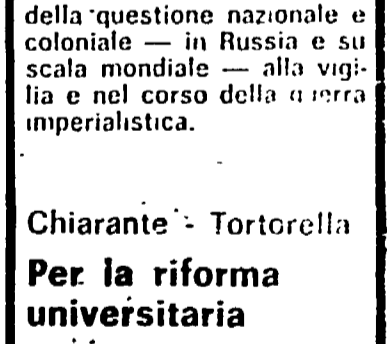 della questione nazionale e
coloniale — in Russia e su
scala mondiale — alla vigi-
lia e nel corso della guerra
imperialistica.
Chiarante - Tortorella
Per la riforma
universitaria